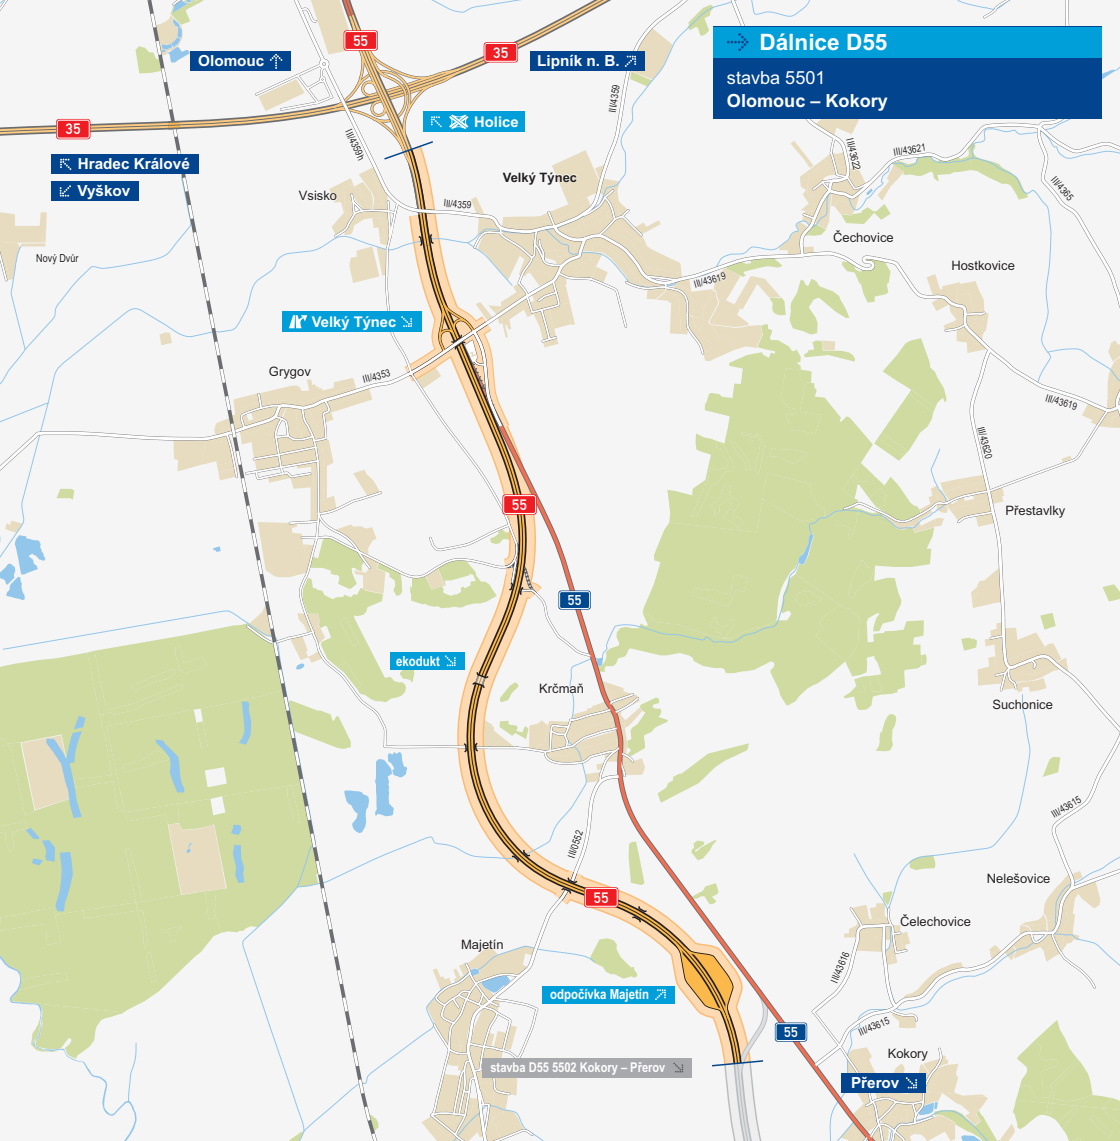 Dálnice D55
stavba 5501
Olomouc – Kokory
55
35
Olomouc
Lipník n. B.
III/4359
35
Holice
III/4359h
III/43622
III/43621
Hradec Králové
Vyškov
Velký Týnec
III/4365
Vsisko
III/4359
Čechovice
Nový Dvůr
Hostkovice
III/43619
Velký Týnec
Grygov
III/4353
III/43619
III/43620
55
Přestavlky
55
ekodukt
Krčmaň
Suchonice
III/43615
III/0552
Nelešovice
55
Čelechovice
Majetín
III/43616
odpočívka Majetín
55
III/43615
Kokory
stavba D55 5502 Kokory – Přerov
Přerov